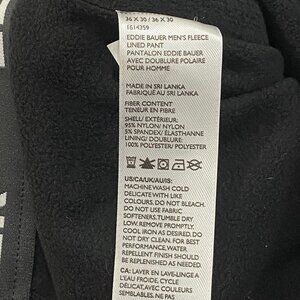 36 X 30 / 36 X 30
1614359
EDDIE BAUER MEN'S FLEECE
LINED PANT
PANTALON EDDIE BAUER
AVEC DOUBLURE POLAIRE
POUR HOMME
MADE IN SRI LANKA
FABRIQUÉ AU SRI LANKA
FIBER CONTENT
FABRIC CONTENT
SHELL/ EXTÉRIEUR:
95% NYLON/ NYLON
5% SPANDEX/ ÉLASTHANNE
LINING/ DOUBLURE:
100% POLYESTER/ POLYESTER
US/CA/UK/AU/IS:
MACHINE WASH COLD
DELICATE WITH LIKE
COLOURS. DO NOT BLEACH.
DO NOT USE FABRIC
SOFTENERS. TUMBLE DRY
LOW. REMOVE PROMPTLY.
COOL IRON AS DESIRED. DO
NOT DRY CLEAN. FOR BEST
PERFORMANCE, WATER
REPELLENT FINISH SHOULD
BE REPLENISHED AS
NEEDED.
CA: LAVER EN LAVE-LINGE A
L'EAU FROIDE, CYCLE
DELICAT,AVEC COULEURS
SEMBLABLES. NE PAS